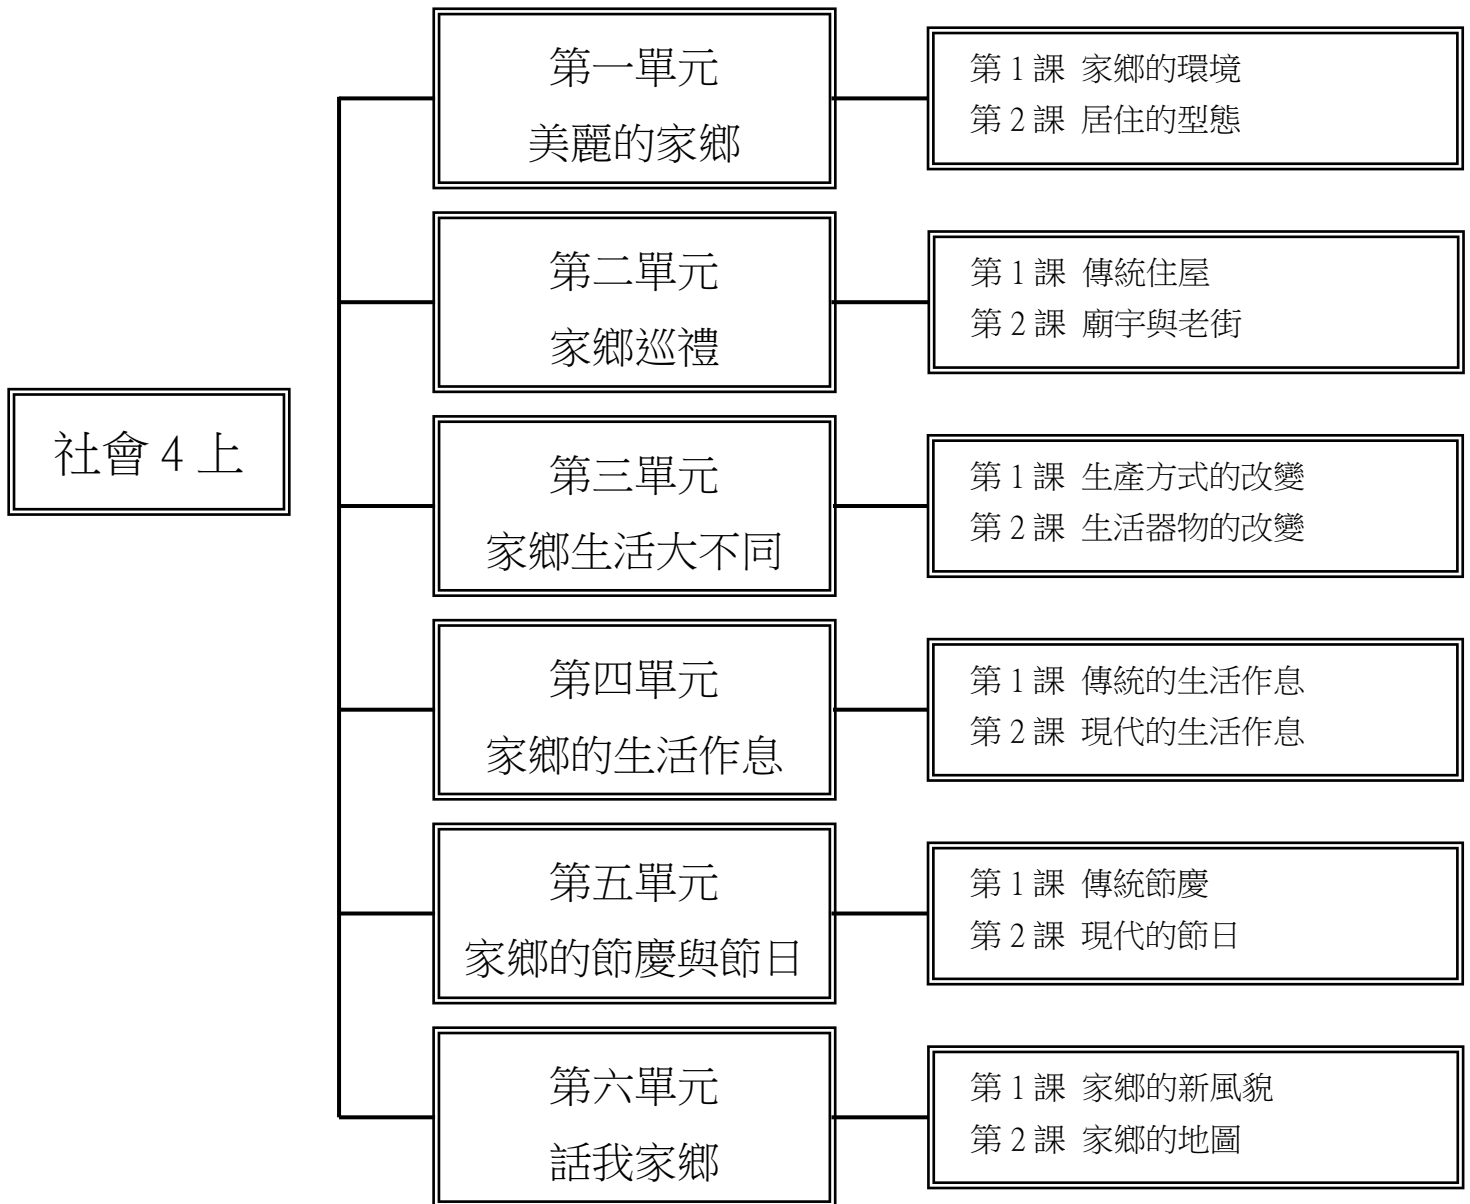 社會 4 上
第一單元
美麗的家鄉
第 1 課 家鄉的環境
第 2 課 居住的型態
第二單元
家鄉巡禮
第 1 課 傳統住屋
第 2 課 廟宇與老街
第三單元
家鄉生活大不同
第 1 課 生產方式的改變
第 2 課 生活器物的改變
第四單元
家鄉的生活作息
第 1 課 傳統的生活作息
第 2 課 現代的生活作息
第五單元
家鄉的節慶與節日
第 1 課 傳統節慶
第 2 課 現代的節日
第六單元
話我家鄉
第 1 課 家鄉的新風貌
第 2 課 家鄉的地圖